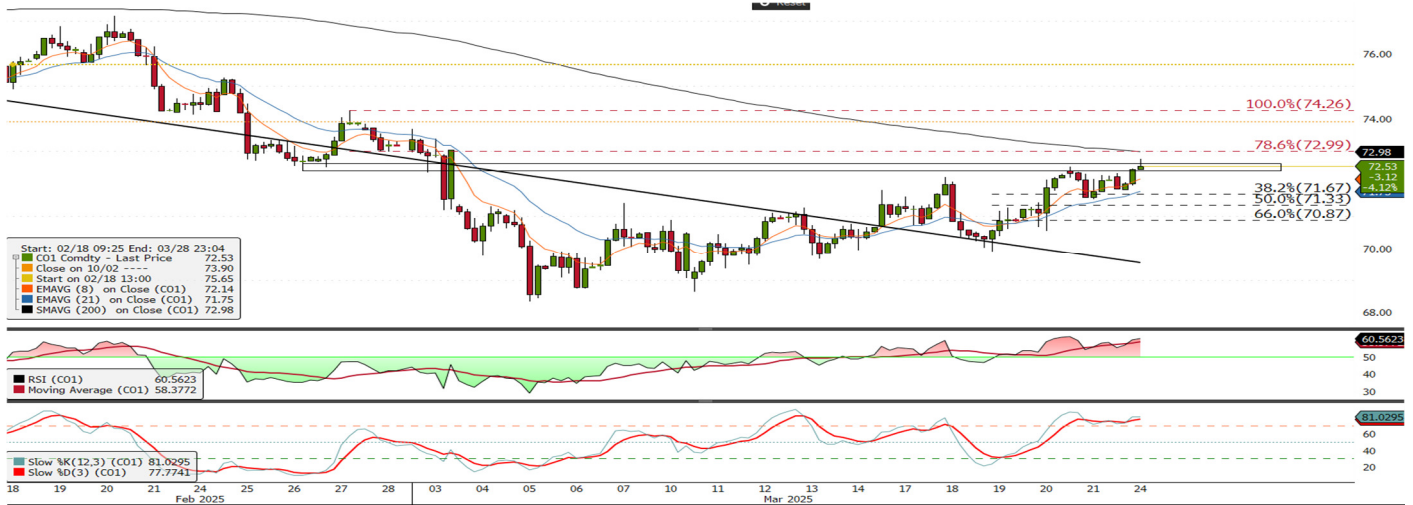 Reset
76.00
100.0%(74.26)
74.00
78.6%(72.99)
72.98
72.53
-3.12
-4.12%
38.2%(71.67)
50.0%(71.33)
66.0%(70.87)
70.00
68.00
Start: 02/18 09:25 End: 03/28 23:04
CO1 Comdty - Last Price 72.53
Close on 10/02 ---- 73.90
Start on 02/18 13:00 75.65
EMAVG (8) on Close (CO1) 72.14
EMAVG (21) on Close (CO1) 71.75
SMAVG (200) on Close (CO1) 72.98
60.5623
50
40
30
RSI (CO1) 60.5623
Moving Average (CO1) 58.3772
81.0295
60
40
20
Slow %K(12,3) (CO1) 81.0295
Slow %D(3) (CO1) 77.7741
18 19 20 21 24 25 26 27 28 03 04 05 06 07 10 11 12 13 14 17 18 19 20 21 24
Feb 2025 Mar 2025